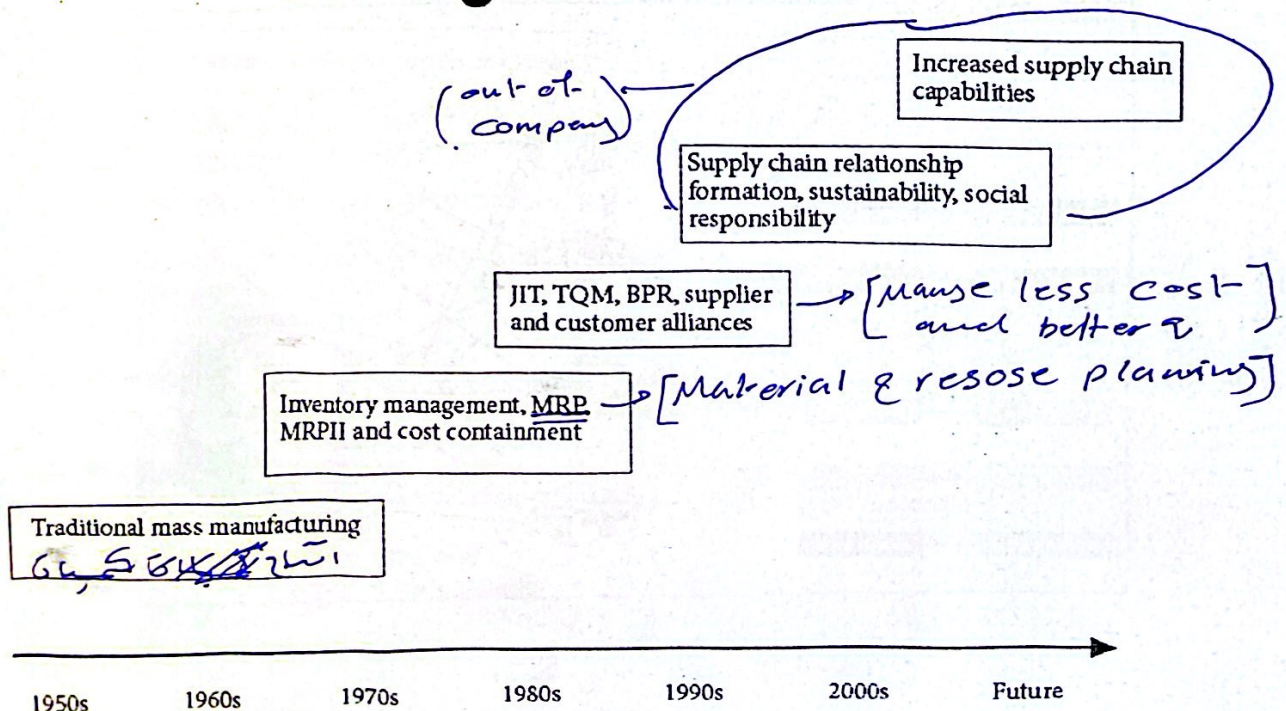 Increased supply chain
capabilities
(out of
company)
Supply chain relationship
formation, sustainability, social
responsibility
JIT, TQM, BPR, supplier
and customer alliances
[less cost
and better q]
Inventory management, MRP
MRPII and cost containment
[Material & planing]
Traditional mass manufacturing
1950s 1960s 1970s 1980s 1990s 2000s Future